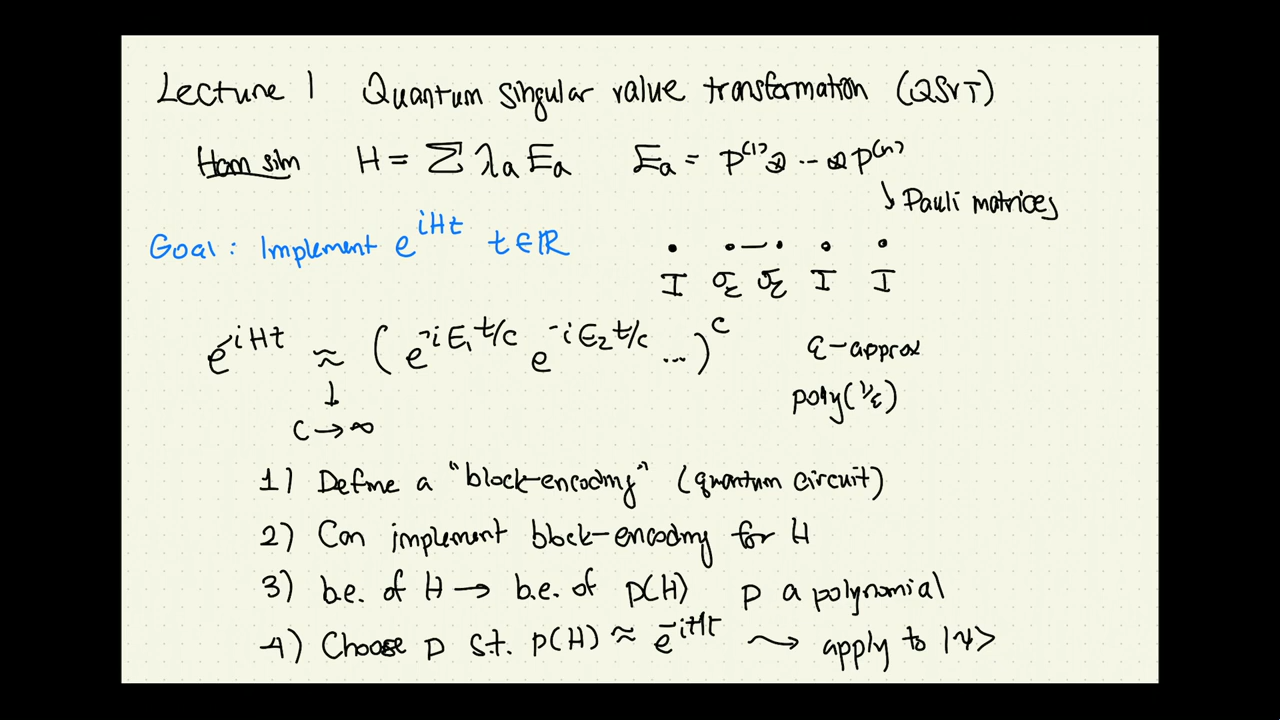 Lecture 1 Quantum singular value transformation (QSVT)
Ham sim H = Σ λₐ Eₐ Eₐ = P⁽¹⁾ ⊗ ... ⊗ P⁽ⁿ⁾
↳ Pauli matrices
Goal: Implement e^{iHt} t∈ℝ
I σz σz I I
e^{-iHt} ≈ (e^{-iE₁t/c} e^{-iE₂t/c} ...)^c ε-approx
poly(1/ε)
c → ∞
1) Define a "block-encoding" (quantum circuit)
2) Can implement block-encoding for H
3) b.e. of H → b.e. of p(H) p a polynomial
4) Choose p s.t. p(H) ≈ e^{-iHt} ⇝ apply to |ψ>